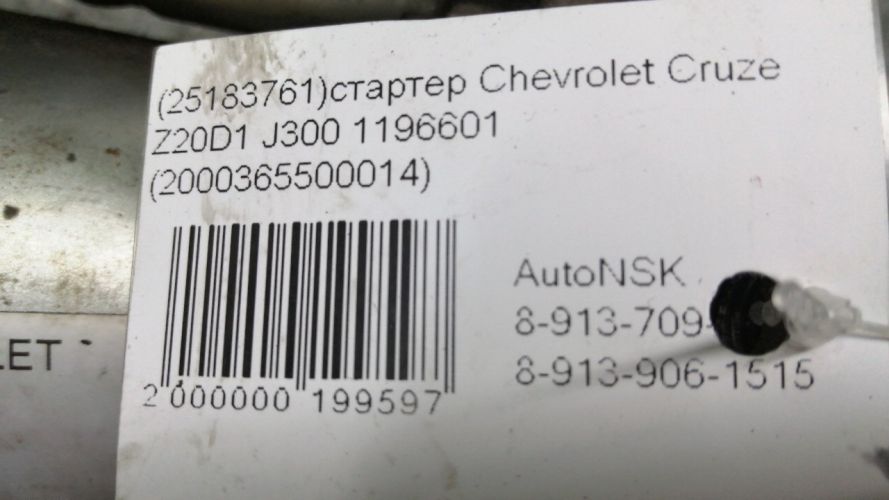 (25183761)стартер Chevrolet Cruze
Z20D1 J300 1196601
(2000365500014)
AutoNSK
8-913-709-
8-913-906-1515
2 000000 199597
LET